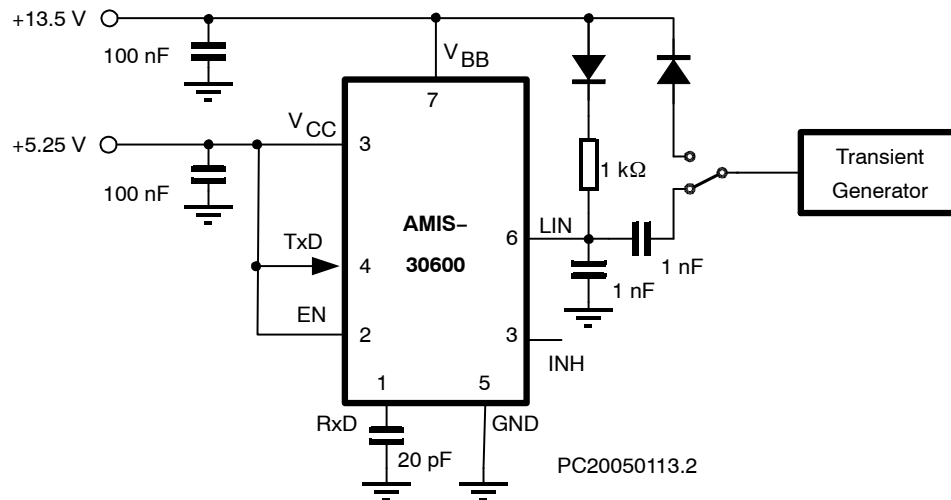 +13.5 V
100 nF
V BB
7
+5.25 V
V CC
3
100 nF
1 kΩ
Transient
Generator
AMIS-
30600
TxD
4
6
LIN
1 nF
1 nF
EN
2
3
INH
1
5
RxD
GND
20 pF
PC20050113.2